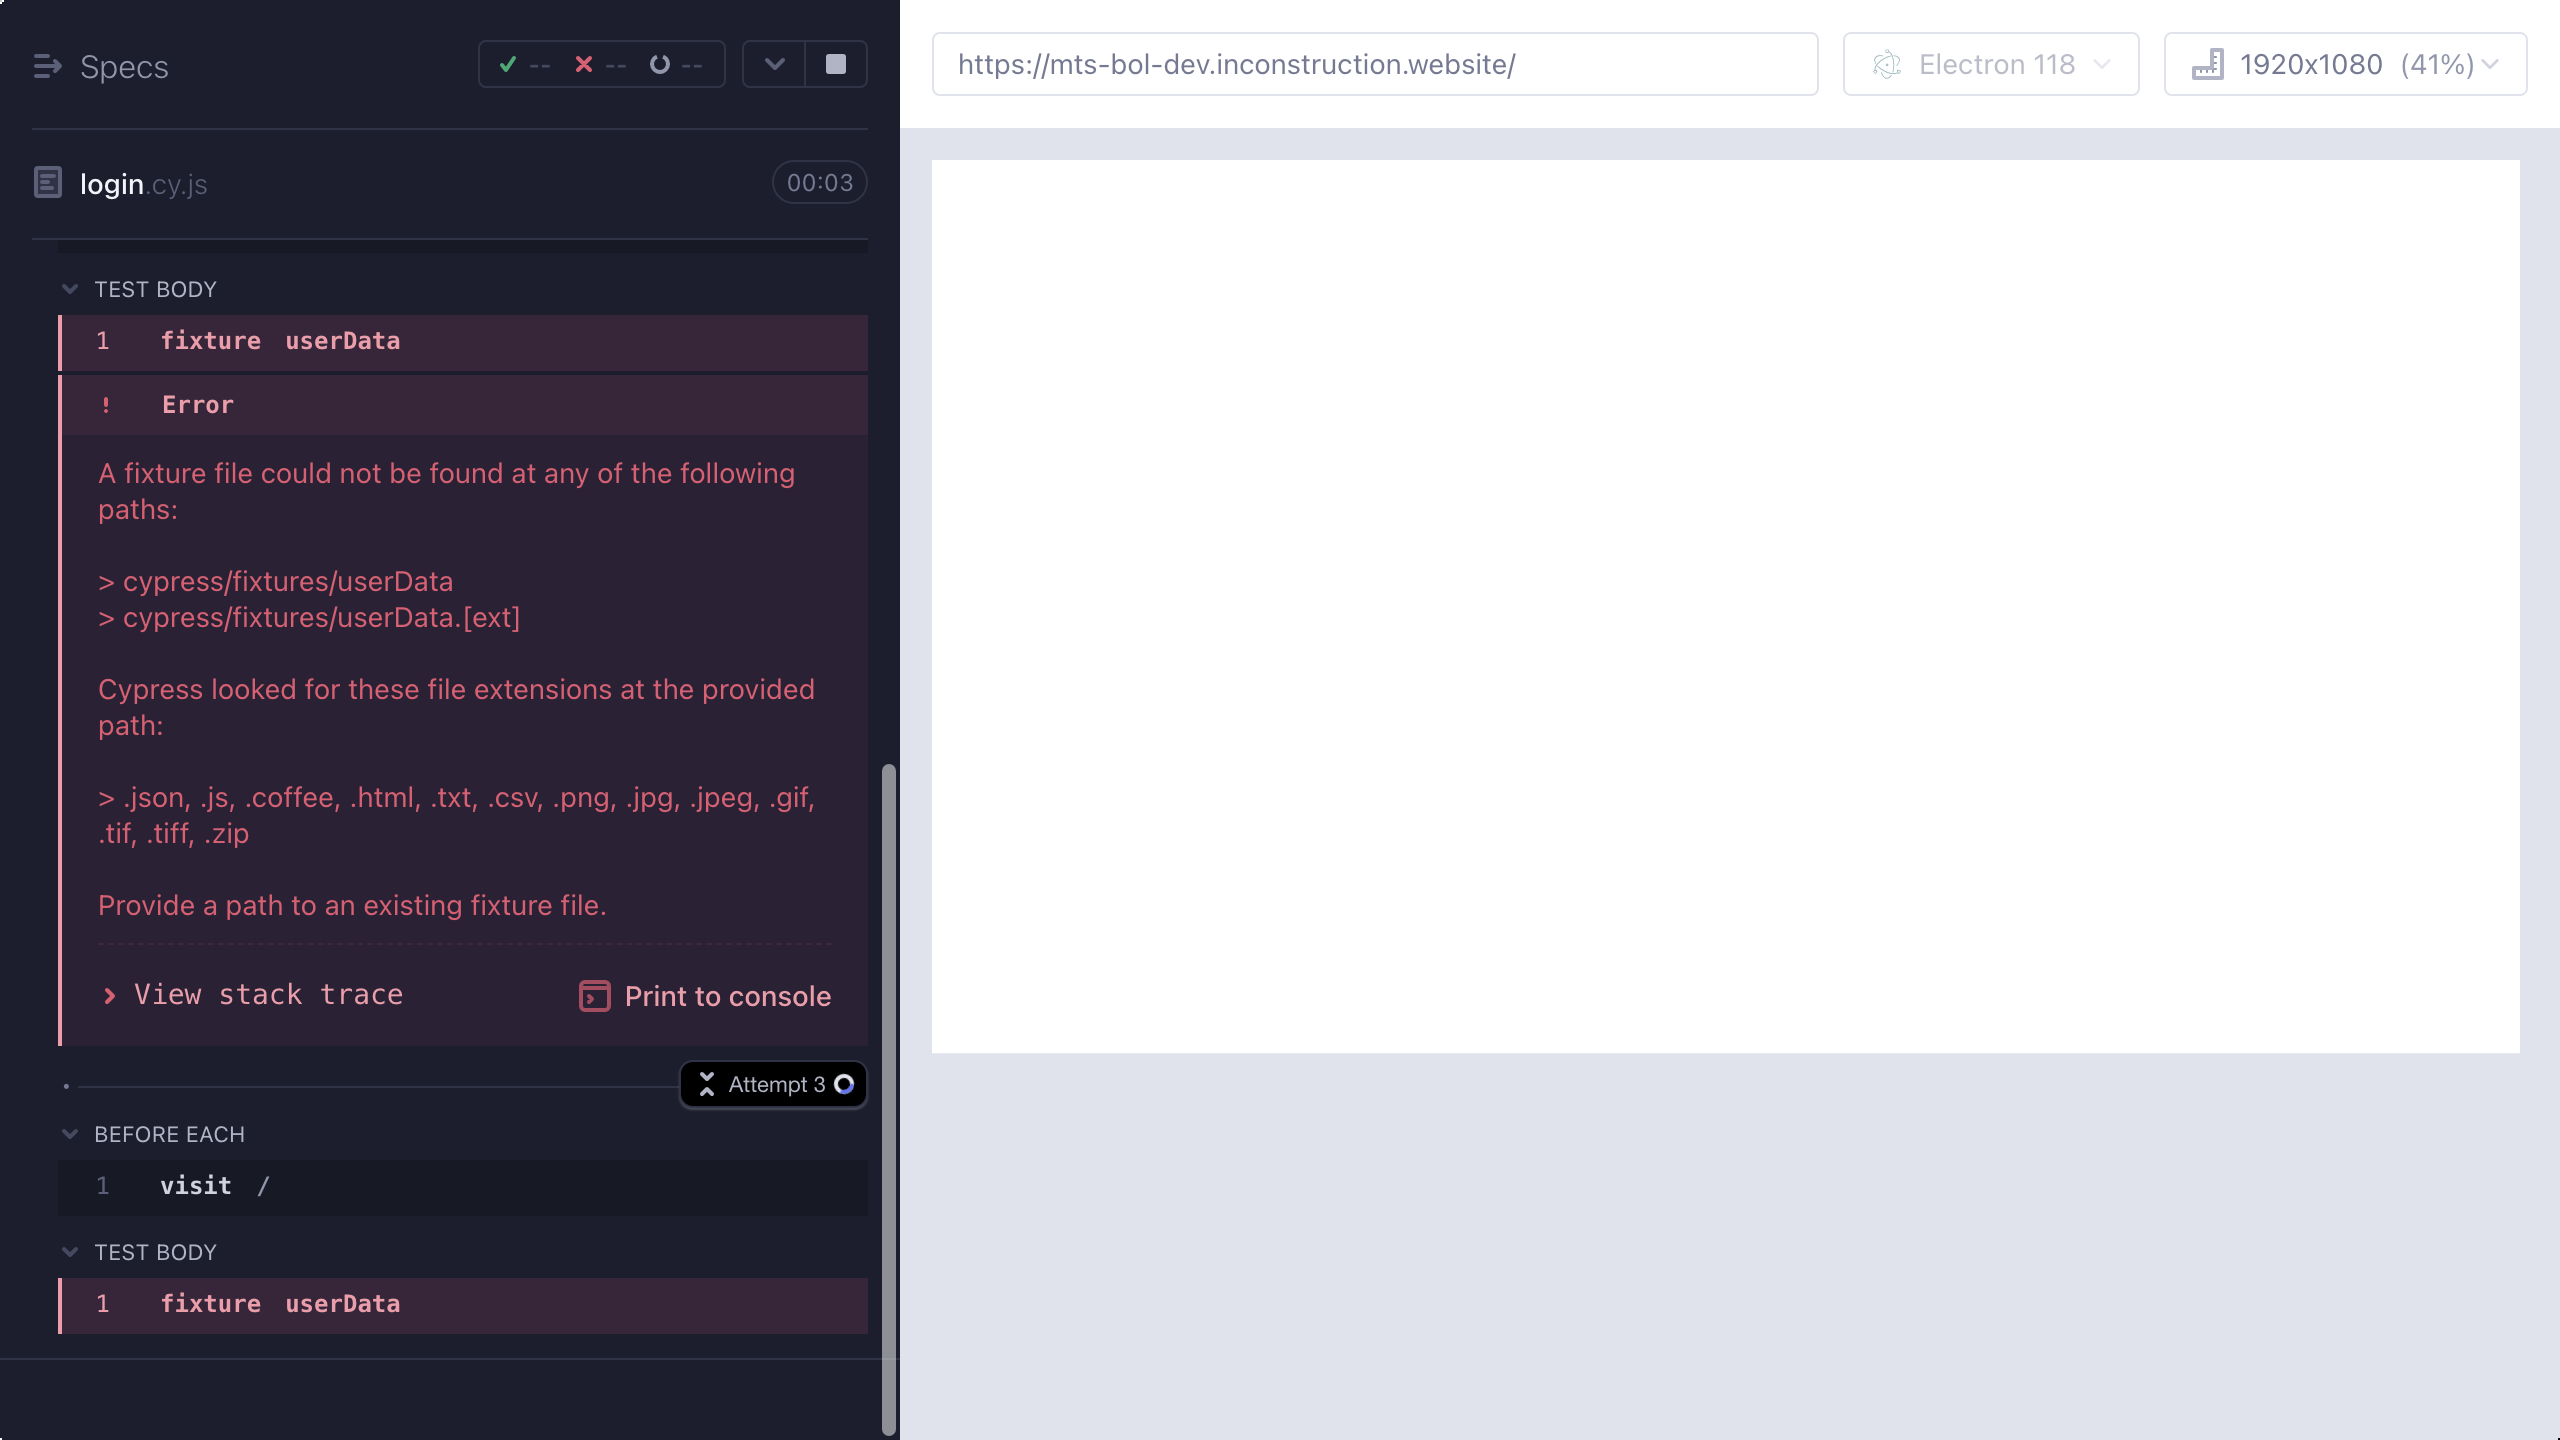 Specs
-- -- --
https://mts-bol-dev.inconstruction.website/
Electron 118
1920x1080 (41%)
login.cy.js
00:03
TEST BODY
1 fixture userData
! Error
A fixture file could not be found at any of the following
paths:
> cypress/fixtures/userData
> cypress/fixtures/userData.[ext]
Cypress looked for these file extensions at the provided
path:
> .json, .js, .coffee, .html, .txt, .csv, .png, .jpg, .jpeg, .gif,
.tif, .tiff, .zip
Provide a path to an existing fixture file.
View stack trace
Print to console
Attempt 3
BEFORE EACH
1 visit /
TEST BODY
1 fixture userData